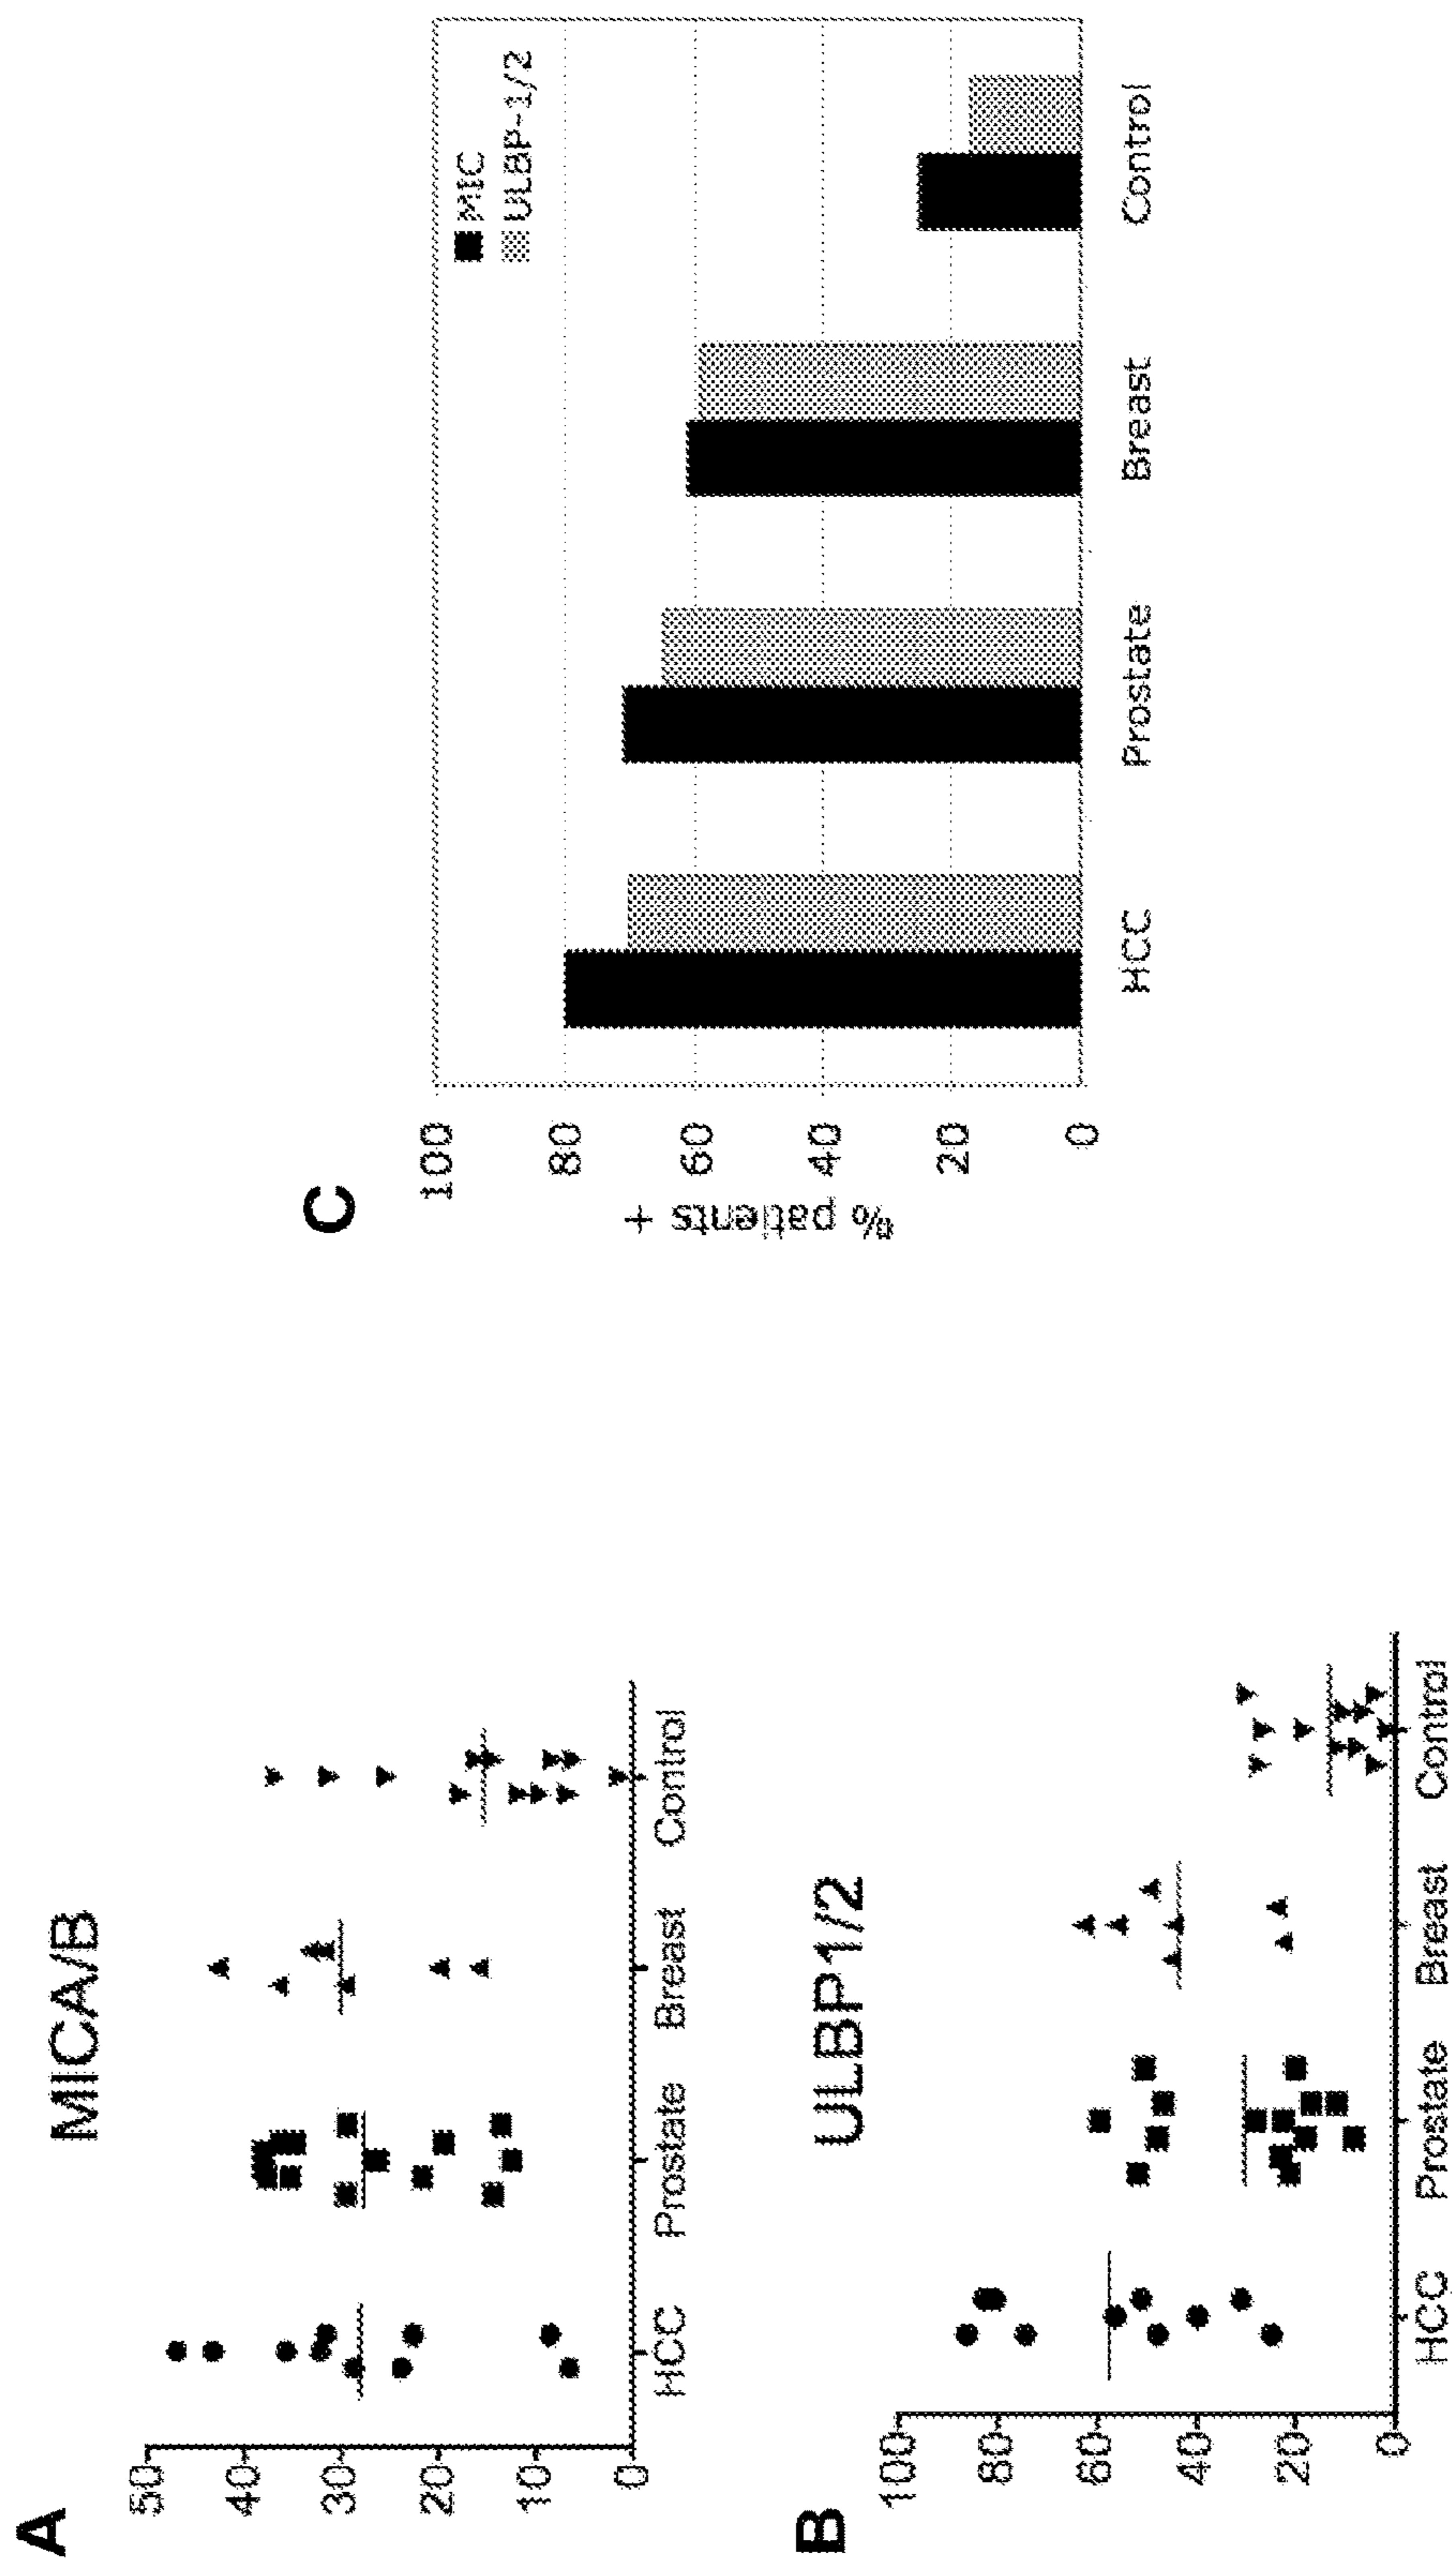 A
MICA/B
50
40
30
20
10
0
HCC Prostate Breast Control
B
ULBP1/2
100
80
60
40
20
0
HCC Prostate Breast Control
C
% patients +
100
80
60
40
20
0
MIC
ULBP-1/2
HCC Prostate Breast Control